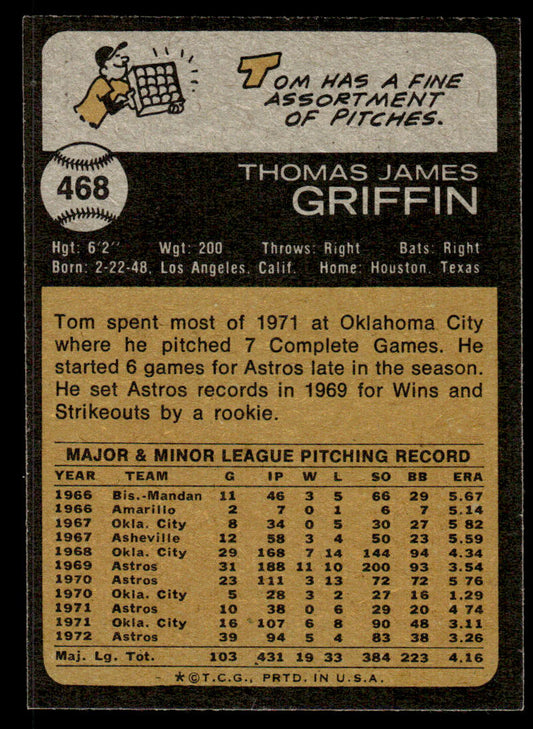 TOM HAS A FINE
ASSORTMENT
OF PITCHES.
468
THOMAS JAMES
GRIFFIN
Hgt: 6'2" Wgt: 200 Throws: Right Bats: Right
Born: 2-22-48, Los Angeles, Calif. Home: Houston, Texas
Tom spent most of 1971 at Oklahoma City
where he pitched 7 Complete Games. He
started 6 games for Astros late in the season.
He set Astros records in 1969 for Wins and
Strikeouts by a rookie.
MAJOR & MINOR LEAGUE PITCHING RECORD
YEAR TEAM G IP W L SO BB ERA
1966 Bis.-Mandan 11 46 3 5 66 29 5.67
1966 Amarillo 2 7 0 1 6 7 5.14
1967 Okla. City 8 34 0 5 30 27 5 82
1967 Asheville 12 58 3 4 50 23 5.59
1968 Okla. City 29 168 7 14 144 94 4.34
1969 Astros 31 188 11 10 200 93 3.54
1970 Astros 23 111 3 13 72 72 5 76
1970 Okla. City 5 28 3 2 27 16 1.29
1971 Astros 10 38 0 6 29 20 4 74
1971 Okla. City 16 107 6 8 90 48 3.11
1972 Astros 39 94 5 4 83 38 3.26
Maj. Lg. Tot. 103 431 19 33 384 223 4.16
*©T.C.G., PRTD. IN U.S.A.